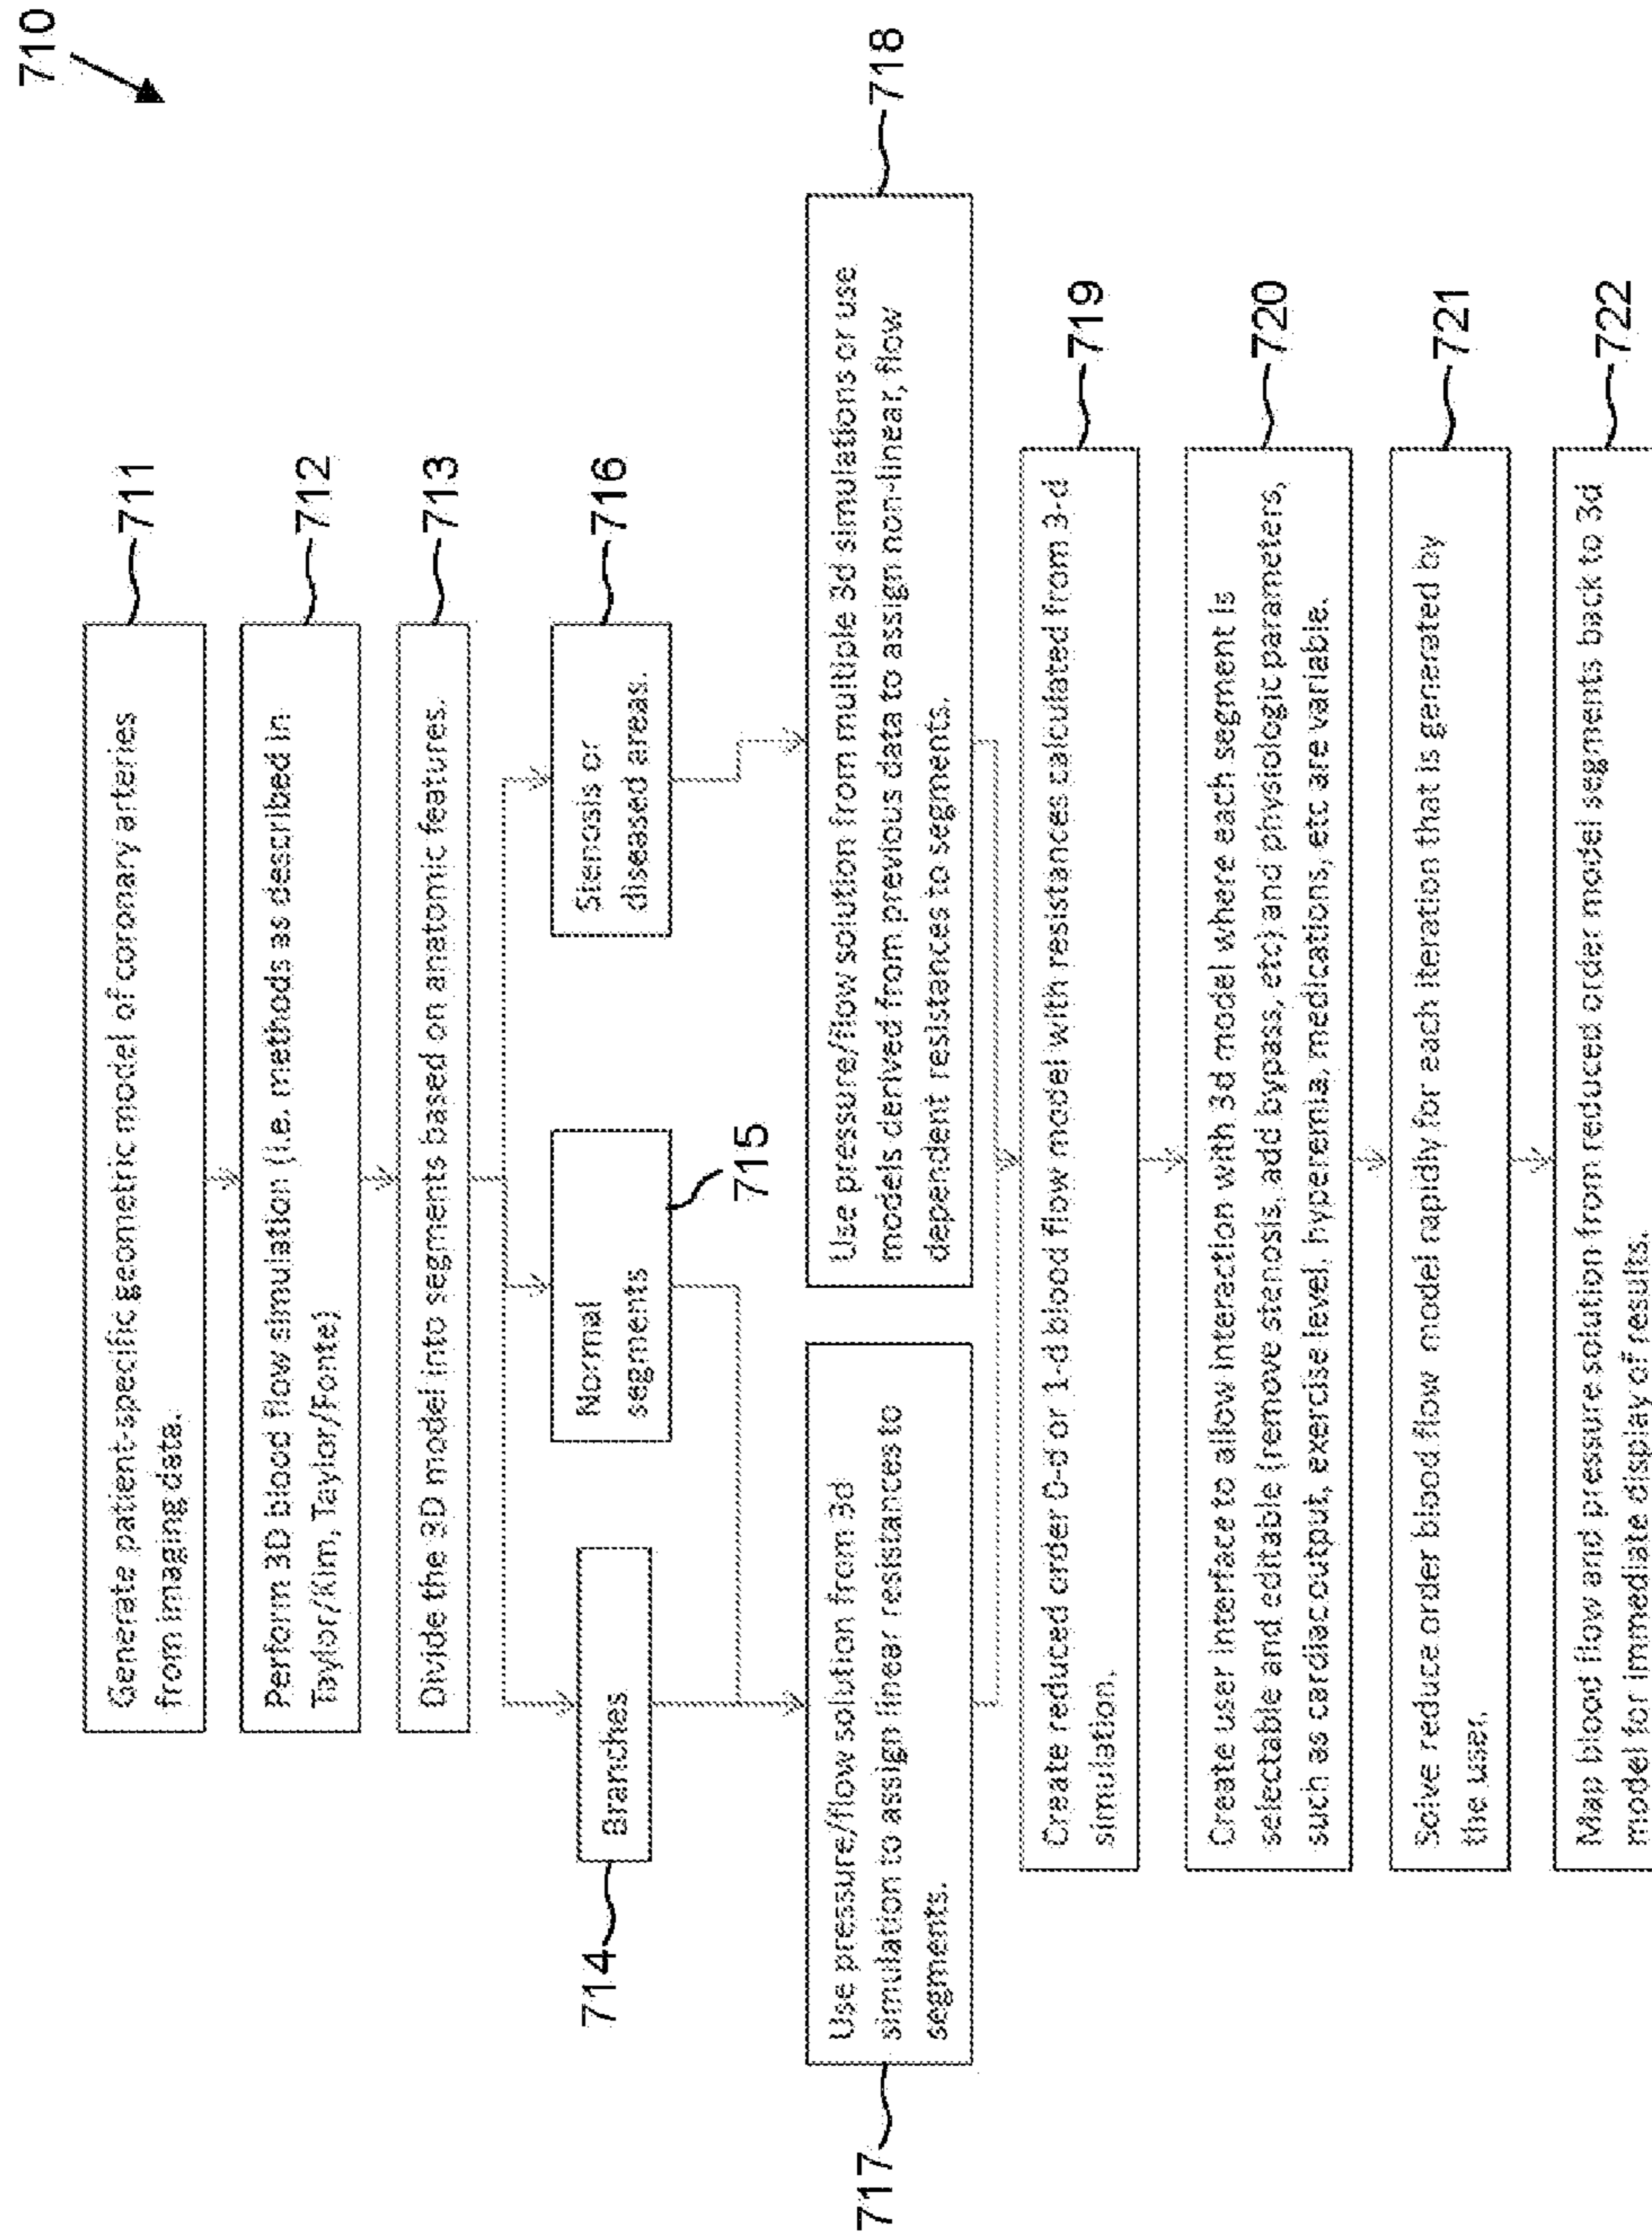 710
Generate patient-specific geometric model of coronary arteries
from imaging data.
711
Perform 3D blood flow simulation (i.e. methods as described in
Taylor/Kim, Taylor/Fonte)
712
Divide the 3D model into segments based on anatomic features.
713
714
Branches
Normal
segments
715
Stenosis or
diseased areas.
716
717
Use pressure/flow solution from 3d
simulation to assign linear resistances to
segments.
Use pressure/flow solution from multiple 3d simulations or use
models derived from previous data to assign non-linear, flow
dependent resistances to segments.
718
Create reduced order 0-d or 1-d blood flow model with resistances calculated from 3-d
simulation.
719
Create user interface to allow interaction with 3d model where each segment is
selectable and editable (remove stenosis, add bypass, etc) and physiologic parameters,
such as cardiac output, exercise level, hyperemia, medications, etc are variable.
720
Solve reduce order blood flow model rapidly for each iteration that is generated by
the user.
721
Map blood flow and pressure solution from reduced order model segments back to 3d
model for immediate display of results.
722